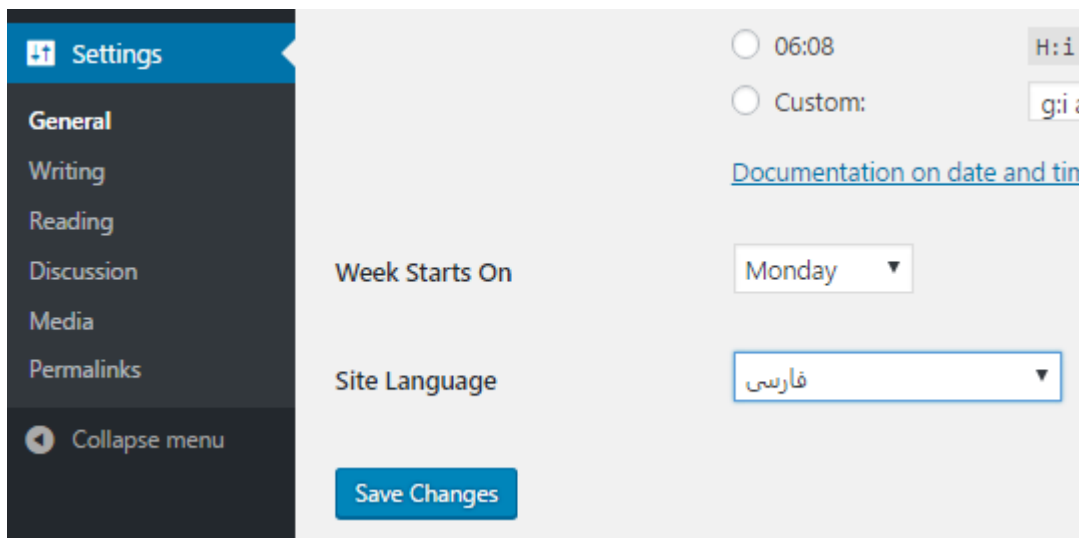 Settings
General
Writing
Reading
Discussion
Media
Permalinks
Collapse menu
06:08 H:i
Custom: g:i
Documentation on date and
Week Starts On Monday
Site Language فارسی
Save Changes